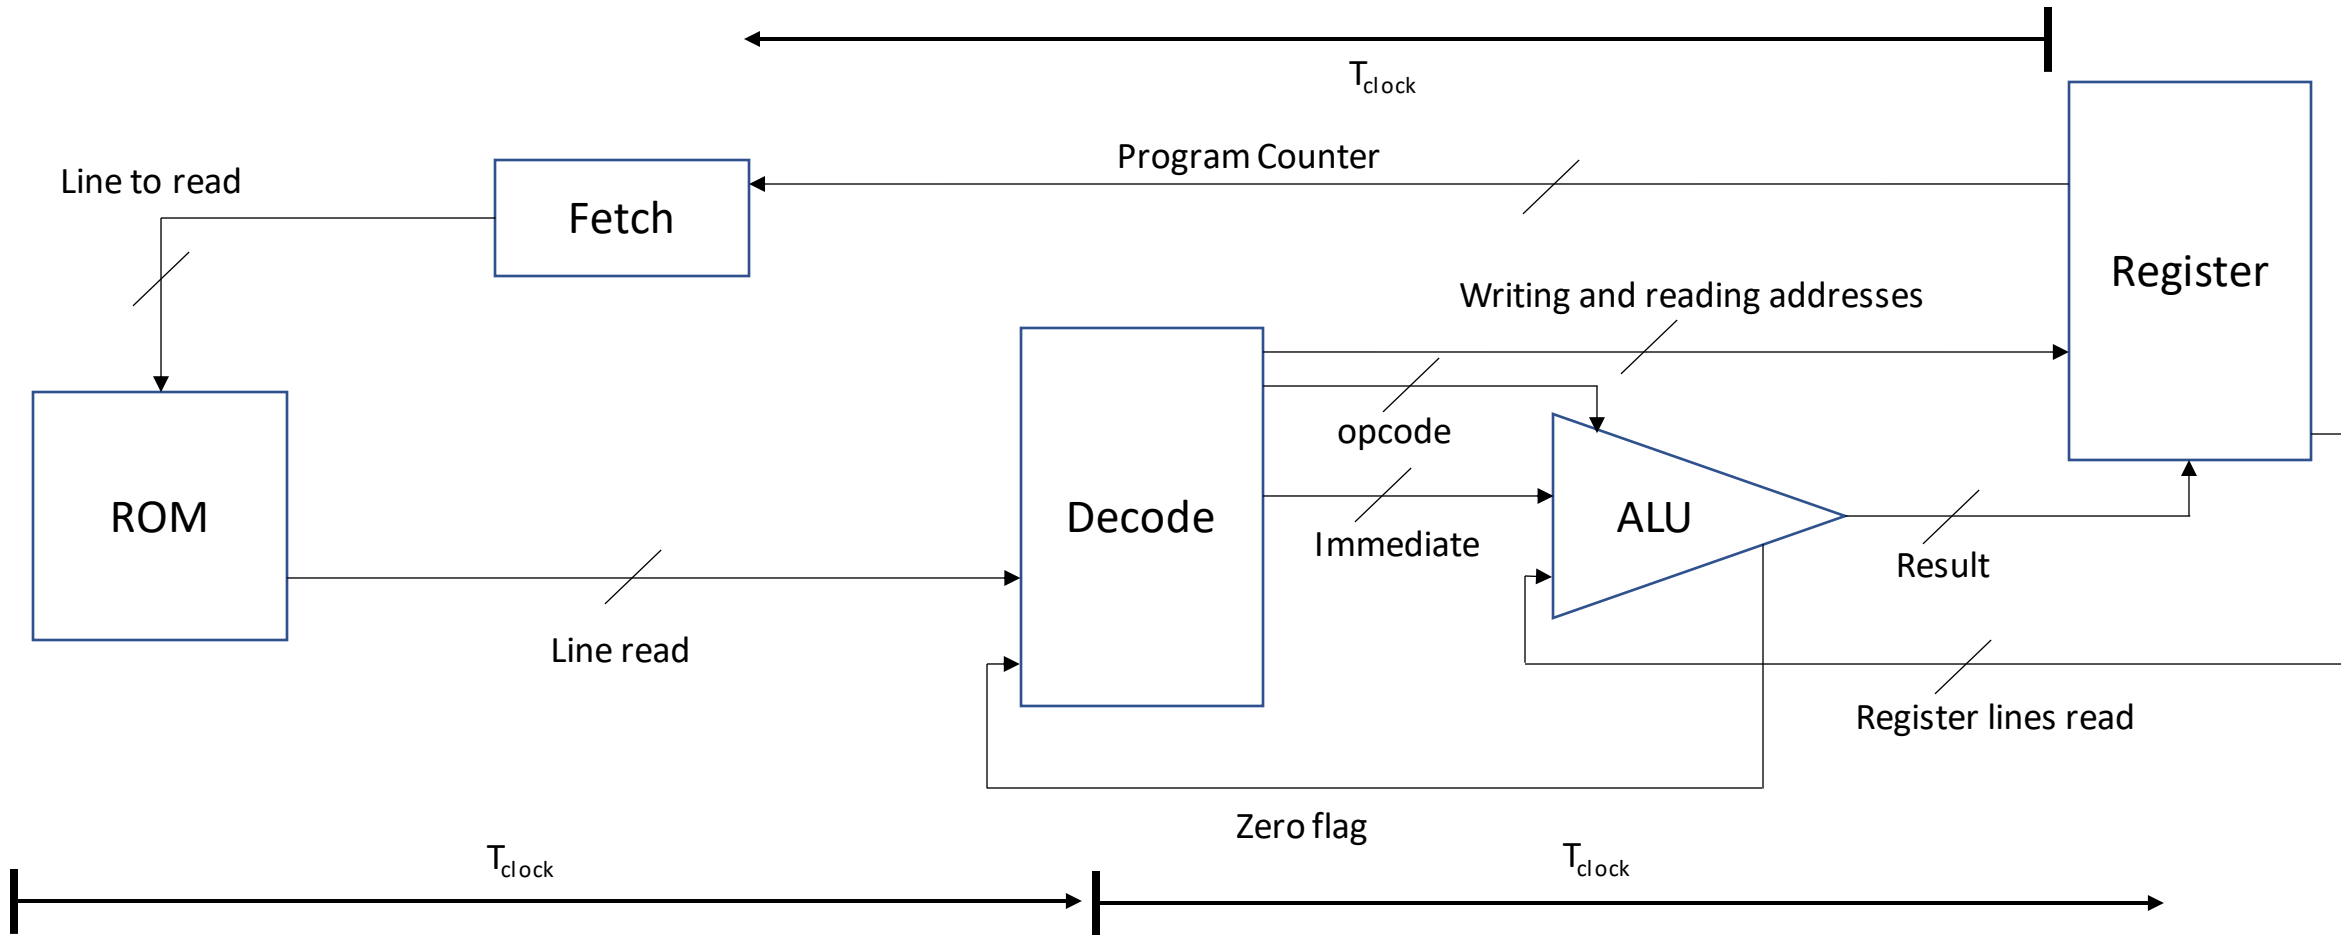 Tclock
Program Counter
Line to read
Fetch
Register
Writing and reading addresses
opcode
ROM
Decode
ALU
Immediate
Result
Line read
Register lines read
Zero flag
Tclock
Tclock